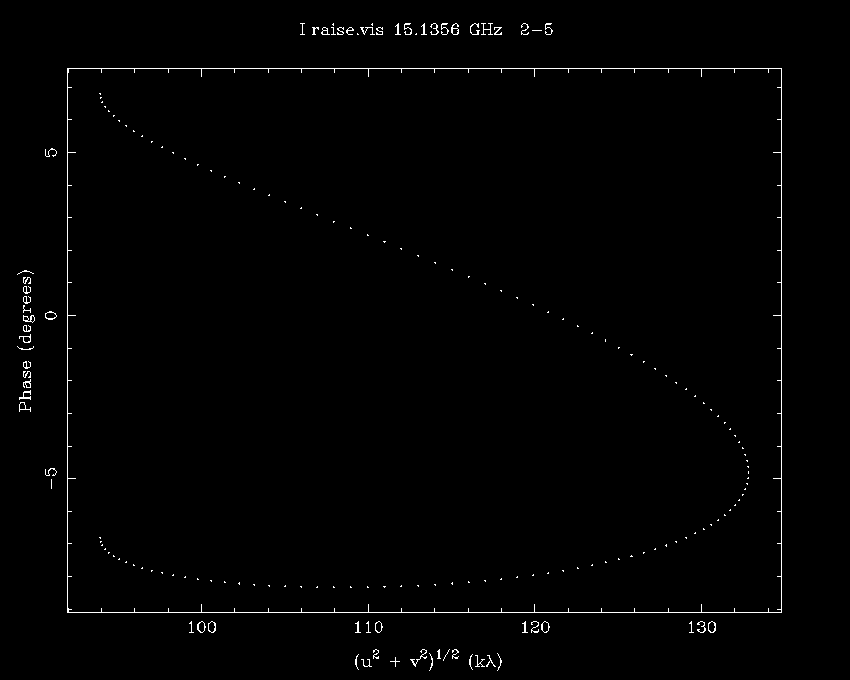 I raise.vis 15.1356 GHz 2−5
5
0
−5
Phase (degrees)
100 110 120 130
(u² + v²)^1/2 (kλ)